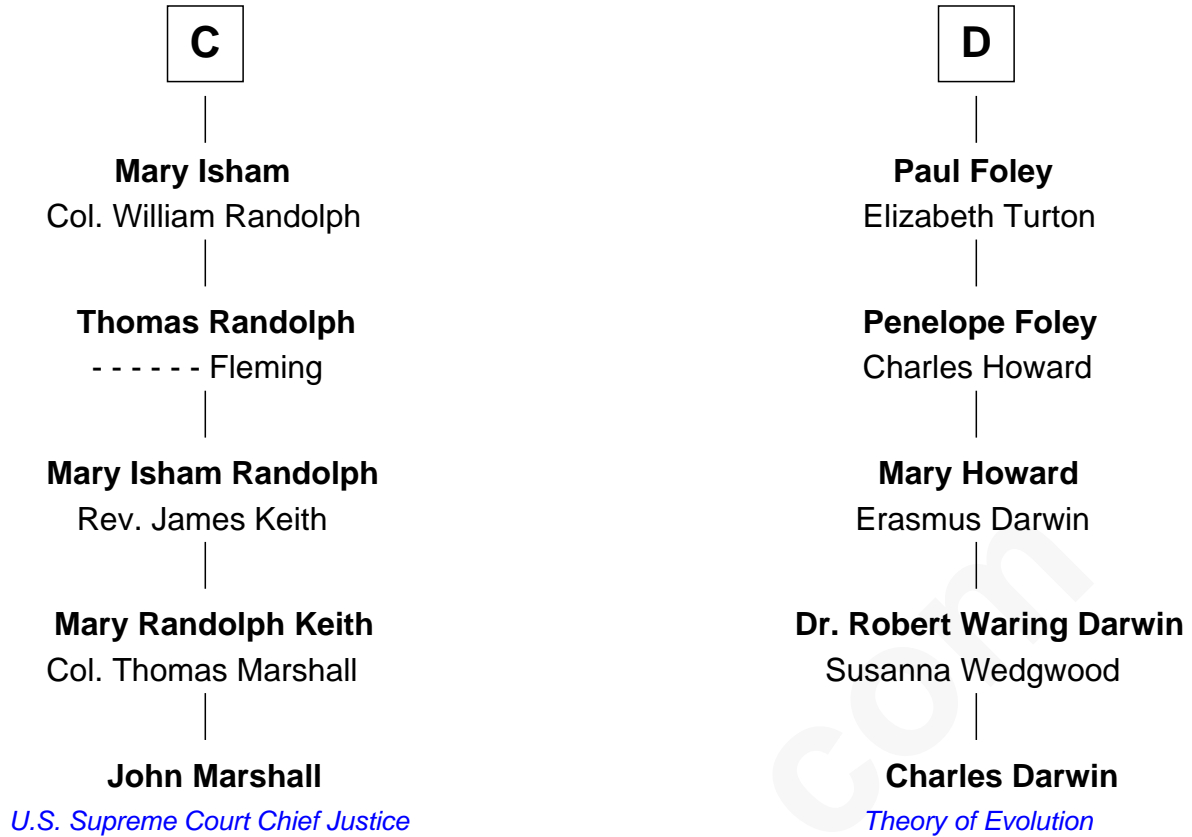 C
Mary Isham
Col. William Randolph
Thomas Randolph
- - - - - - Fleming
Mary Isham Randolph
Rev. James Keith
Mary Randolph Keith
Col. Thomas Marshall
John Marshall
U.S. Supreme Court Chief Justice
D
Paul Foley
Elizabeth Turton
Penelope Foley
Charles Howard
Mary Howard
Erasmus Darwin
Dr. Robert Waring Darwin
Susanna Wedgwood
Charles Darwin
Theory of Evolution
com